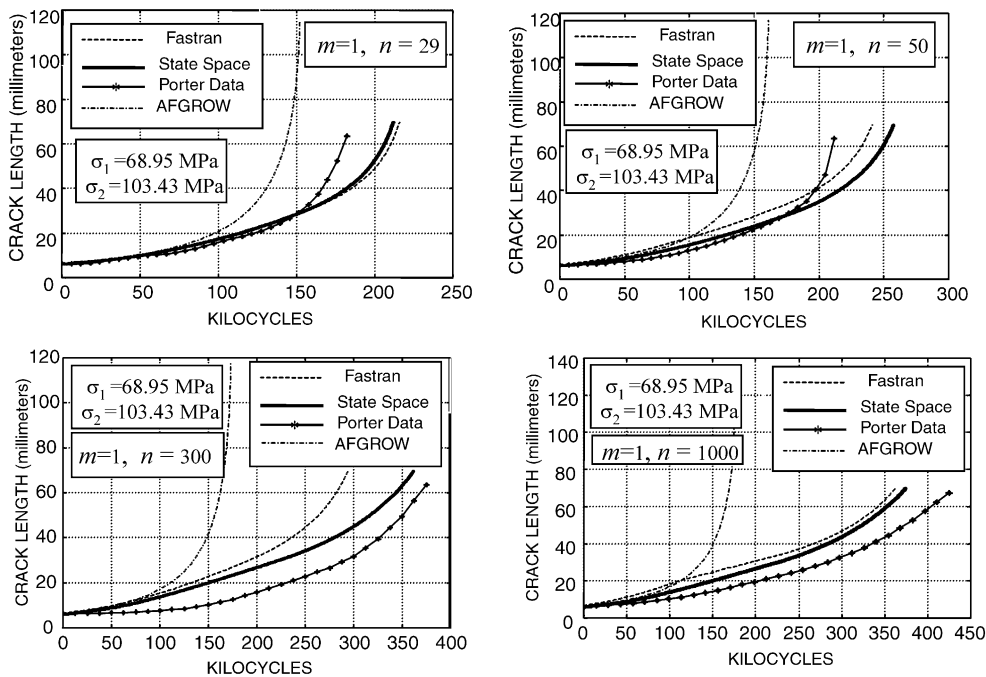 120
100
80
60
40
20
0
CRACK LENGTH (millimeters)
Fastran
State Space
Porter Data
AFGROW
m=1, n = 29
σ1 =68.95 MPa
σ2 =103.43 MPa
0 50 100 150 200 250
KILOCYCLES
120
100
80
60
40
20
0
CRACK LENGTH (millimeters)
Fastran
State Space
Porter Data
AFGROW
m=1, n = 50
σ1 =68.95 MPa
σ2 =103.43 MPa
0 50 100 150 200 250 300
KILOCYCLES
120
100
80
60
40
20
0
CRACK LENGTH (millimeters)
σ1 =68.95 MPa
σ2 =103.43 MPa
m=1, n = 300
Fastran
State Space
Porter Data
AFGROW
0 50 100 150 200 250 300 350 400
KILOCYCLES
140
120
100
80
60
40
20
0
CRACK LENGTH (millimeters)
σ1 =68.95 MPa
σ2 =103.43 MPa
m=1, n = 1000
Fastran
State Space
Porter Data
AFGROW
0 50 100 150 200 250 300 350 400 450
KILOCYCLES